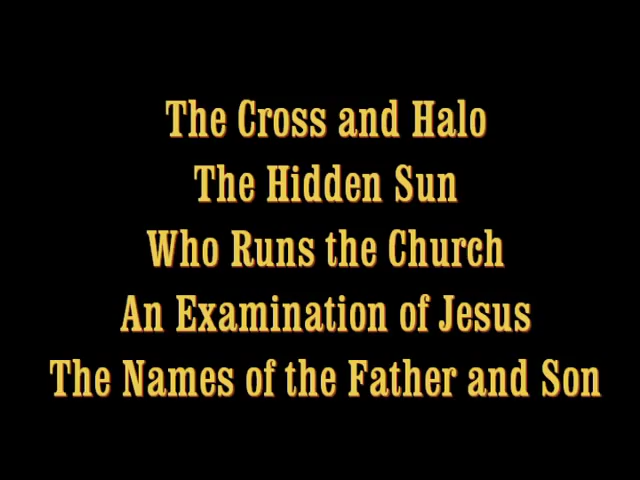 The Cross and Halo
The Hidden Sun
Who Runs the Church
An Examination of Jesus
The Names of the Father and Son